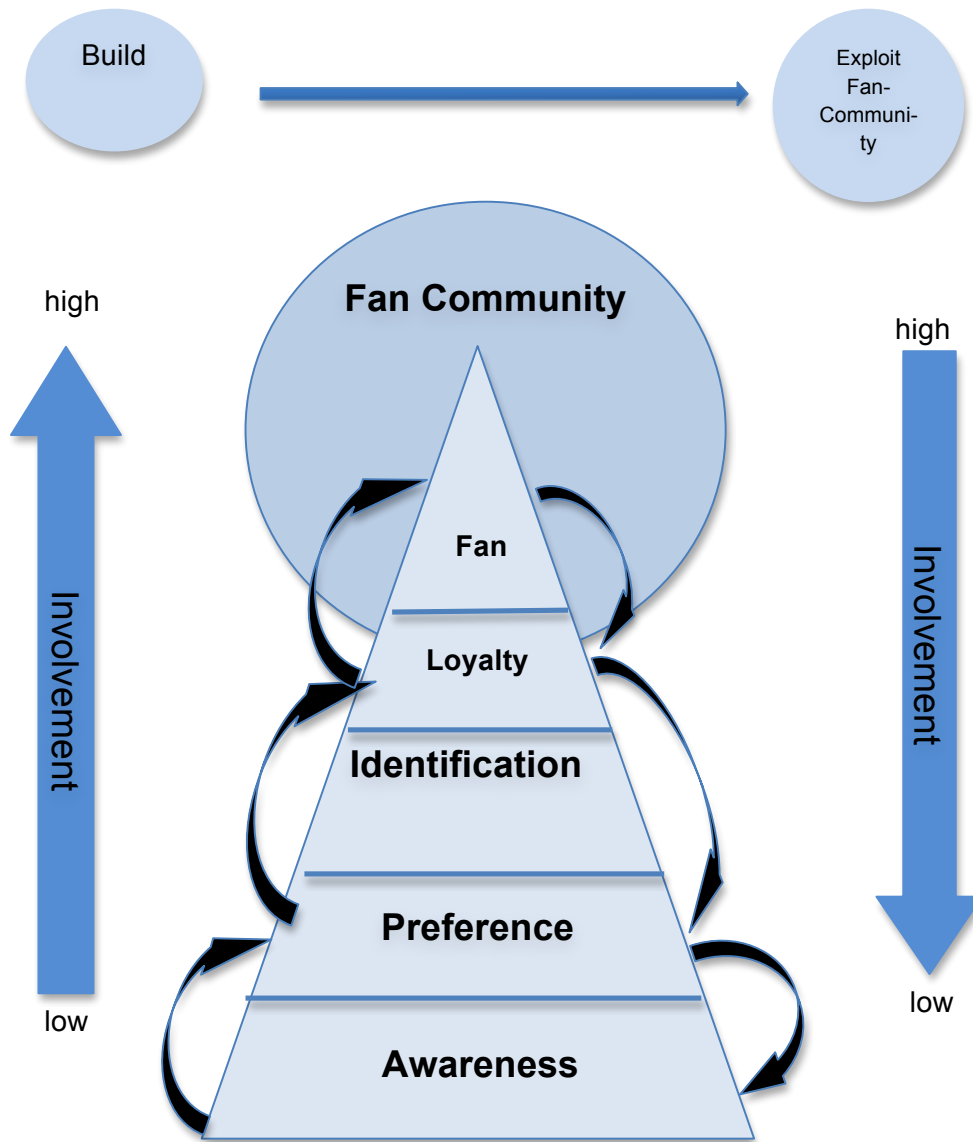 Build
Exploit
Fan-
Communi-
ty
Fan Community
high
high
Fan
Involvement
Involvement
Loyalty
Identification
Preference
low
low
Awareness